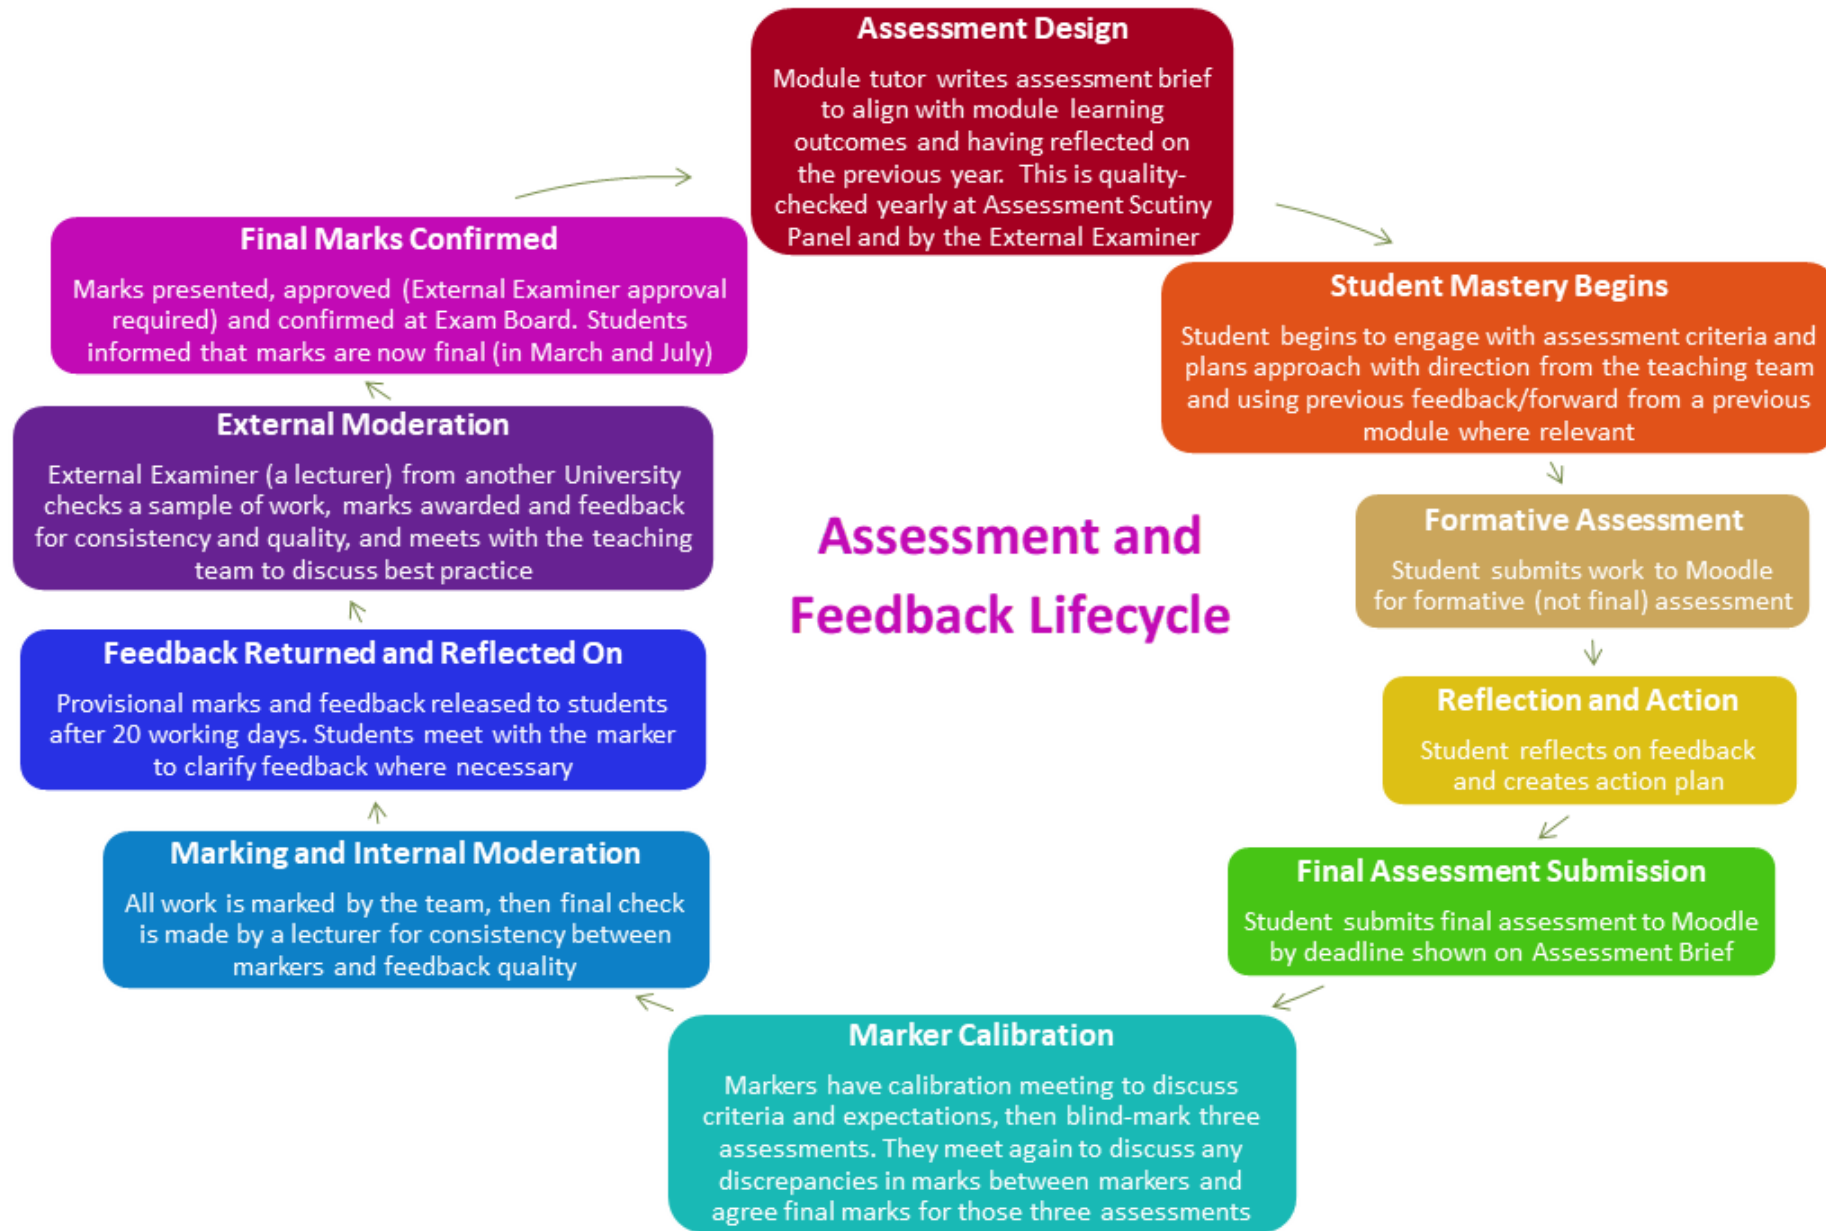 Assessment Design
Module tutor writes assessment brief
to align with module learning
outcomes and having reflected on
the previous year. This is quality-
checked yearly at Assessment Scutiny
Panel and by the External Examiner
Student Mastery Begins
Student begins to engage with assessment criteria and
plans approach with direction from the teaching team
and using previous feedback/forward from a previous
module where relevant
Formative Assessment
Student submits work to Moodle
for formative (not final) assessment
Reflection and Action
Student reflects on feedback
and creates action plan
Final Assessment Submission
Student submits final assessment to Moodle
by deadline shown on Assessment Brief
Marker Calibration
Markers have calibration meeting to discuss
criteria and expectations, then blind-mark three
assessments. They meet again to discuss any
discrepancies in marks between markers and
agree final marks for those three assessments
Marking and Internal Moderation
All work is marked by the team, then final check
is made by a lecturer for consistency between
markers and feedback quality
Feedback Returned and Reflected On
Provisional marks and feedback released to students
after 20 working days. Students meet with the marker
to clarify feedback where necessary
External Moderation
External Examiner (a lecturer) from another University
checks a sample of work, marks awarded and feedback
for consistency and quality, and meets with the teaching
team to discuss best practice
Final Marks Confirmed
Marks presented, approved (External Examiner approval
required) and confirmed at Exam Board. Students
informed that marks are now final (in March and July)
Assessment and
Feedback Lifecycle